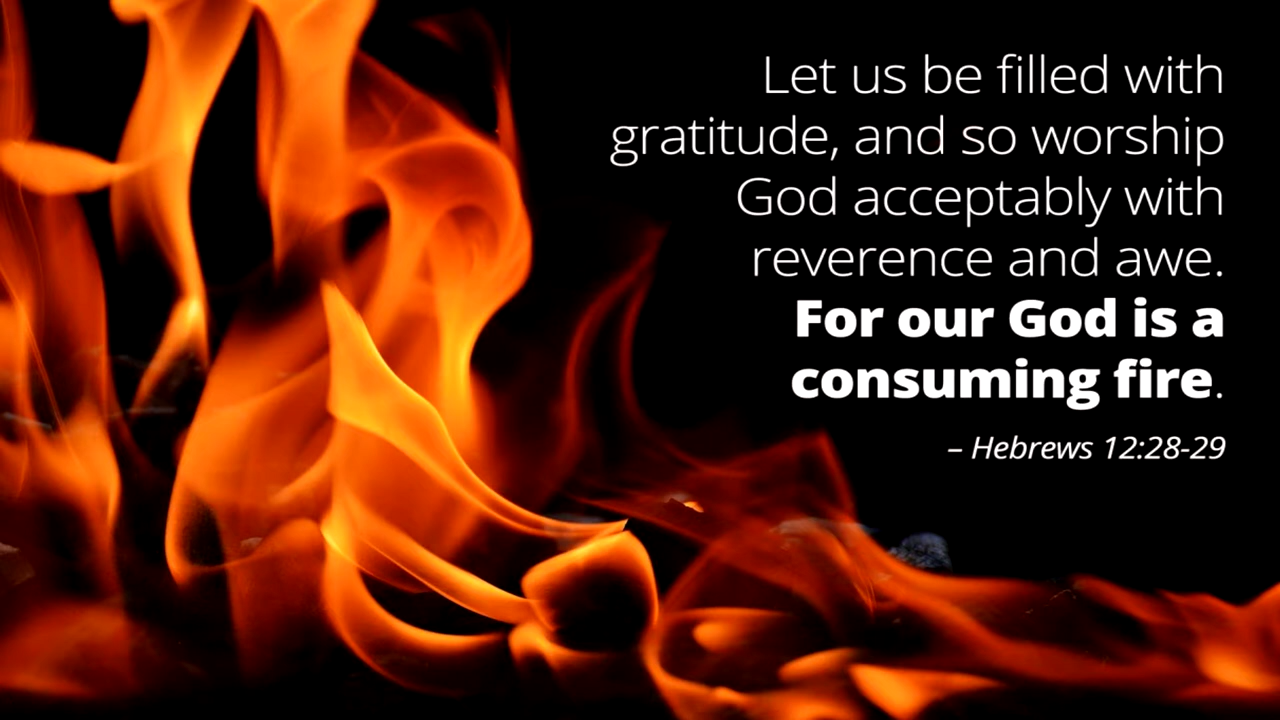 Let us be filled with
gratitude, and so worship
God acceptably with
reverence and awe.
For our God is a
consuming fire.
– Hebrews 12:28-29